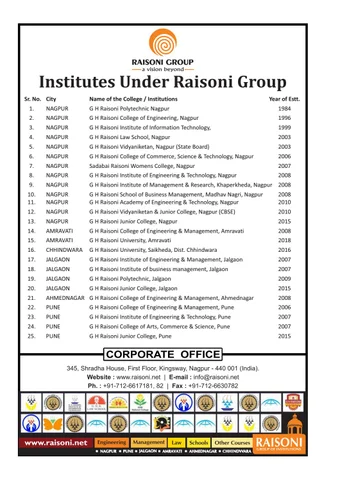 RAISONI GROUP
a vision beyond
Institutes Under Raisoni Group
Sr. No. City Name of the College / Institutions Year of Estt.
1. NAGPUR G H Raisoni Polytechnic Nagpur 1984
2. NAGPUR G H Raisoni College of Engineering, Nagpur 1996
3. NAGPUR G H Raisoni Institute of Information Technology, 1999
4. NAGPUR G H Raisoni Law School, Nagpur 2003
5. NAGPUR G H Raisoni Vidyaniketan, Nagpur (State Board) 2003
6. NAGPUR G H Raisoni College of Commerce, Science & Technology, Nagpur 2006
7. NAGPUR Sadabai Raisoni Womens College, Nagpur 2007
8. NAGPUR G H Raisoni Institute of Engineering & Technology, Nagpur 2008
9. NAGPUR G H Raisoni Institute of Management & Research, Khaperkheda, Nagpur 2008
10. NAGPUR G H Raisoni School of Business Management, Madhav Nagri, Nagpur 2008
11. NAGPUR G H Raisoni Academy of Engineering & Technology, Nagpur 2010
12. NAGPUR G H Raisoni Vidyaniketan & Junior College, Nagpur (CBSE) 2010
13. NAGPUR G H Raisoni Junior College, Nagpur 2015
14. AMRAVATI G H Raisoni College of Engineering & Management, Amravati 2008
15. AMRAVATI G H Raisoni University, Amravati 2018
16. CHHINDWARA G H Raisoni University, Saikheda, Dist. Chhindwara 2016
17. JALGAON G H Raisoni Institute of Engineering & Management, Jalgaon 2007
18. JALGAON G H Raisoni Institute of business management, Jalgaon 2007
19. JALGAON G H Raisoni Polytechnic, Jalgaon 2009
20. JALGAON G H Raisoni Junior College, Jalgaon 2015
21. AHMEDNAGAR G H Raisoni College of Engineering & Management, Ahmednagar 2008
22. PUNE G H Raisoni College of Engineering & Management, Pune 2006
23. PUNE G H Raisoni Institute of Engineering & Technology, Pune 2007
24. PUNE G H Raisoni College of Arts, Commerce & Science, Pune 2007
25. PUNE G H Raisoni Junior College, Pune 2015
CORPORATE OFFICE
345, Shradha House, First Floor, Kingsway, Nagpur - 440 001 (India).
Website : www.raisoni.net | E-mail : info@raisoni.net
Ph. : +91-712-6617181, 82 | Fax : +91-712-6630782
www.raisoni.net Engineering Management Law Schools Other Courses RAISONI
NAGPUR PUNE JALGAON AMRAVATI AHMEDNAGAR CHHINDWARA